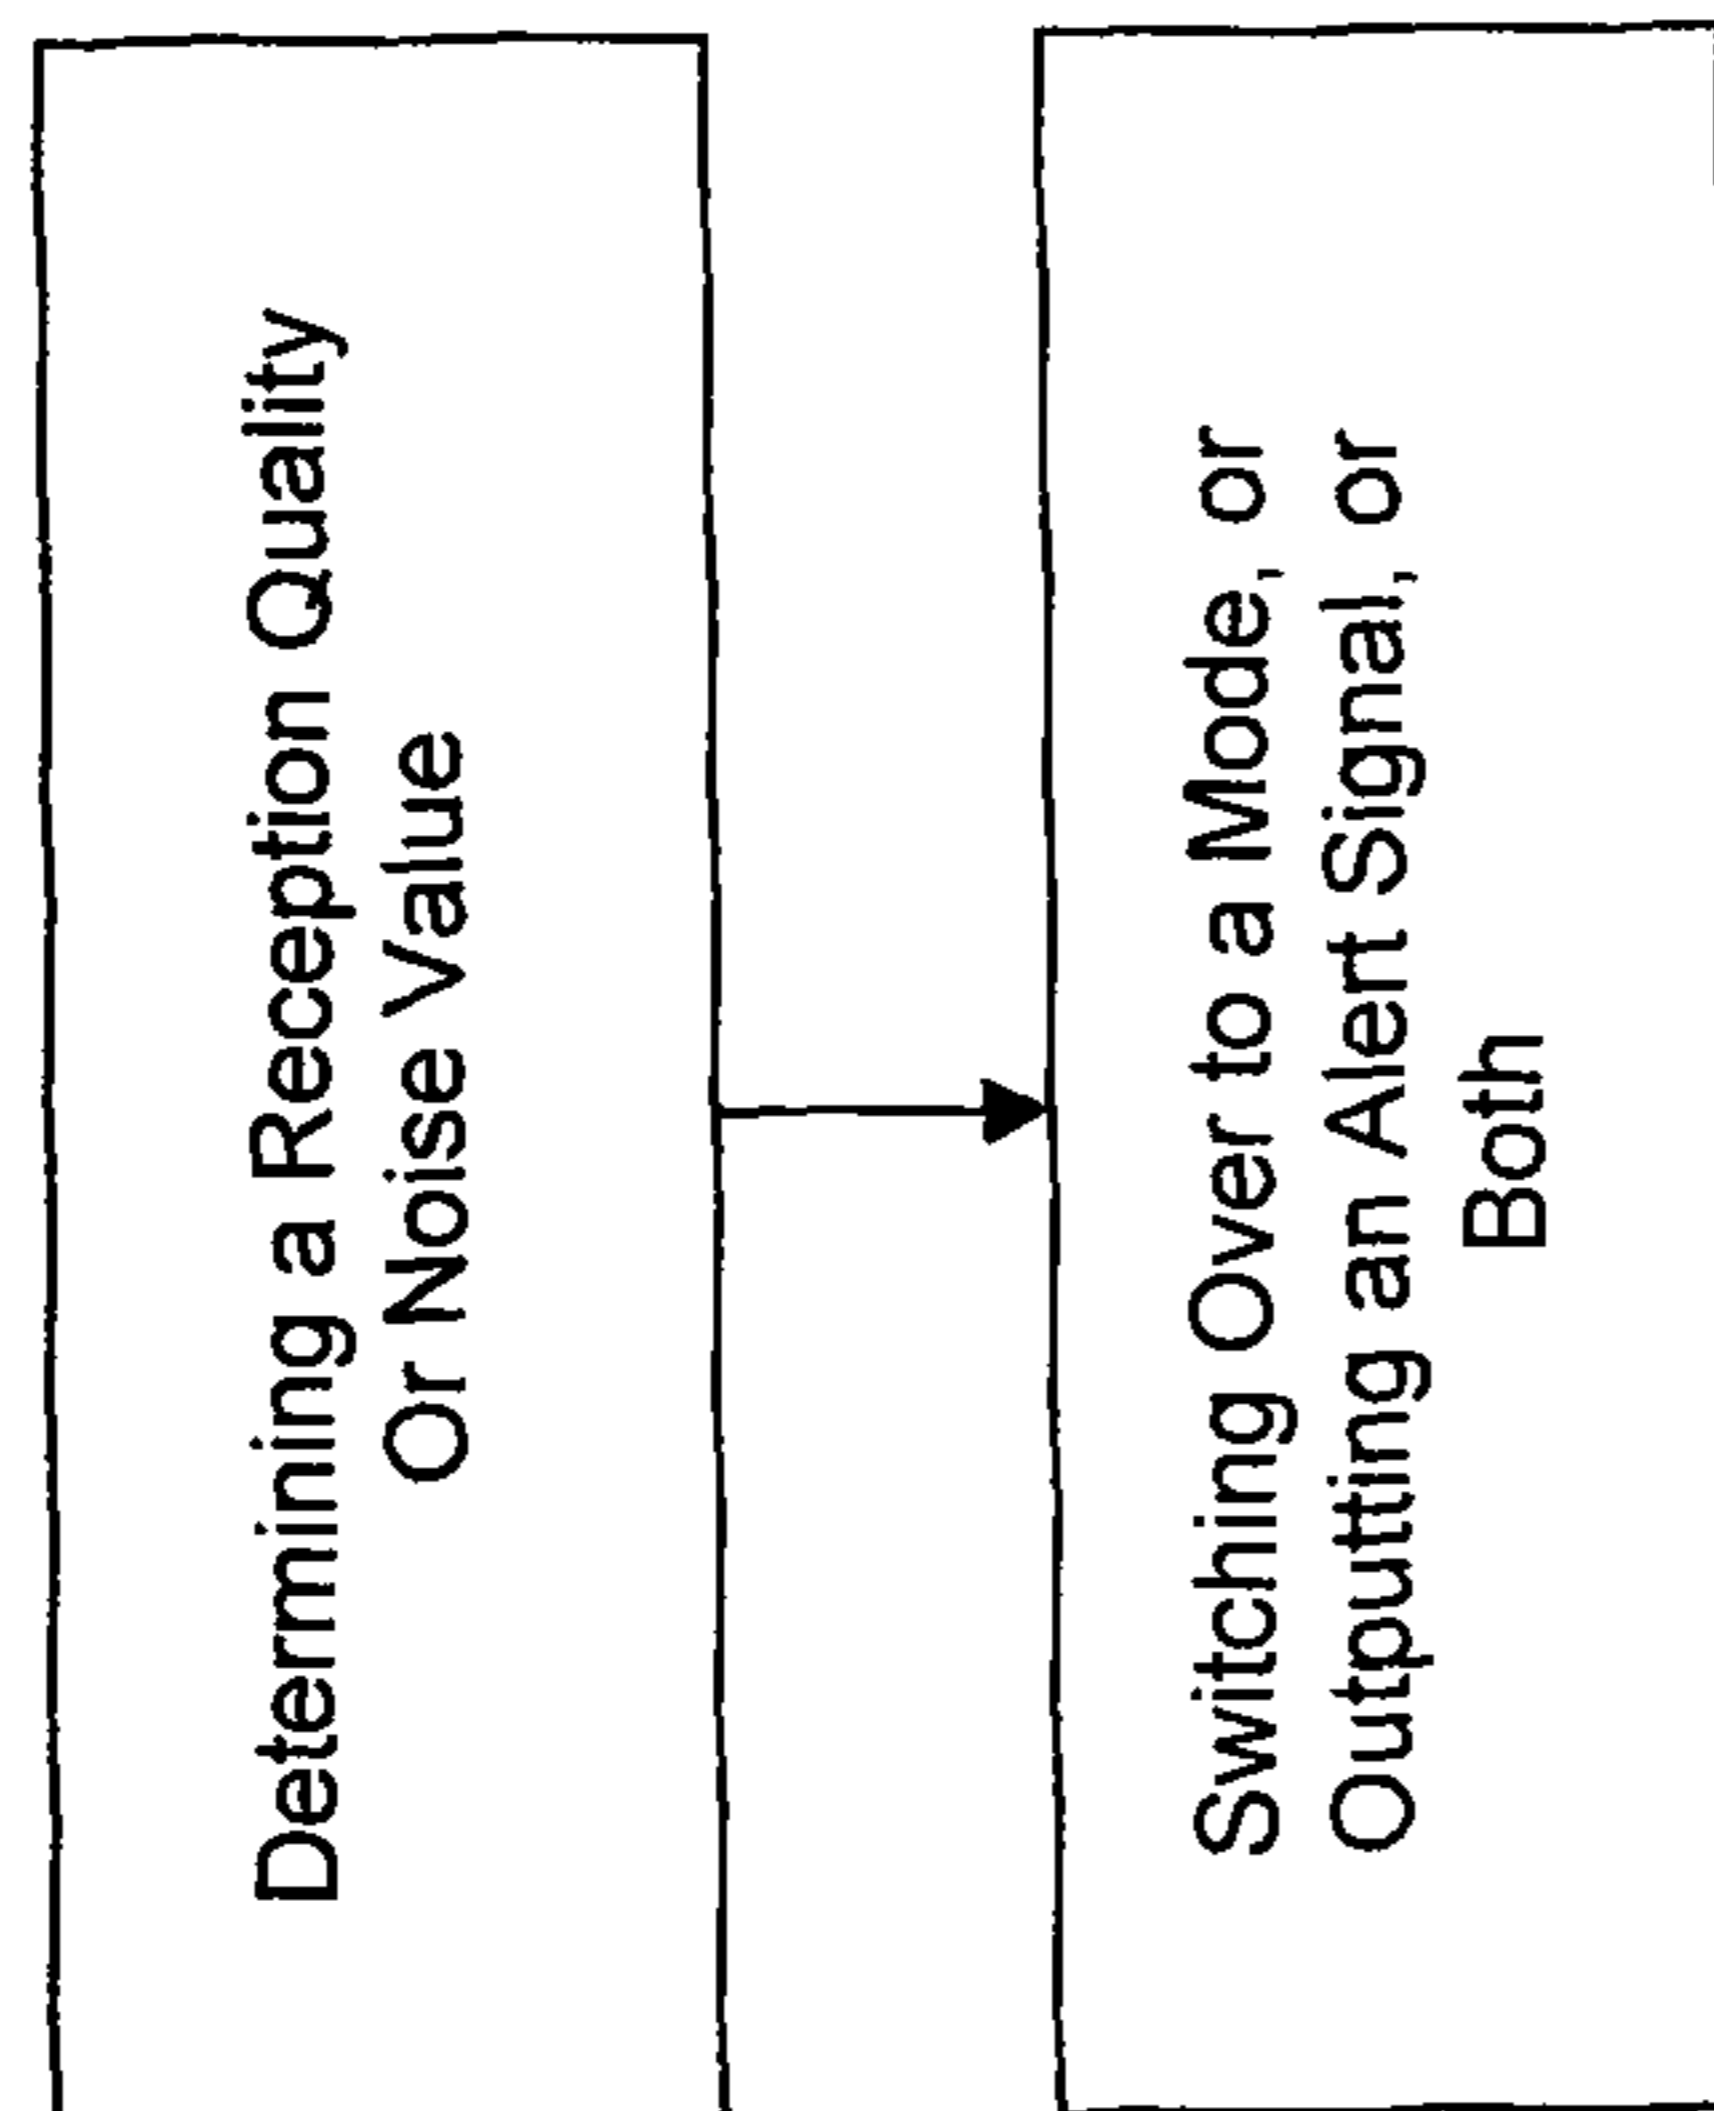 Determining a Reception Quality
Or Noise Value
Switching Over to a Mode, or
Outputting an Alert Signal, or
Both